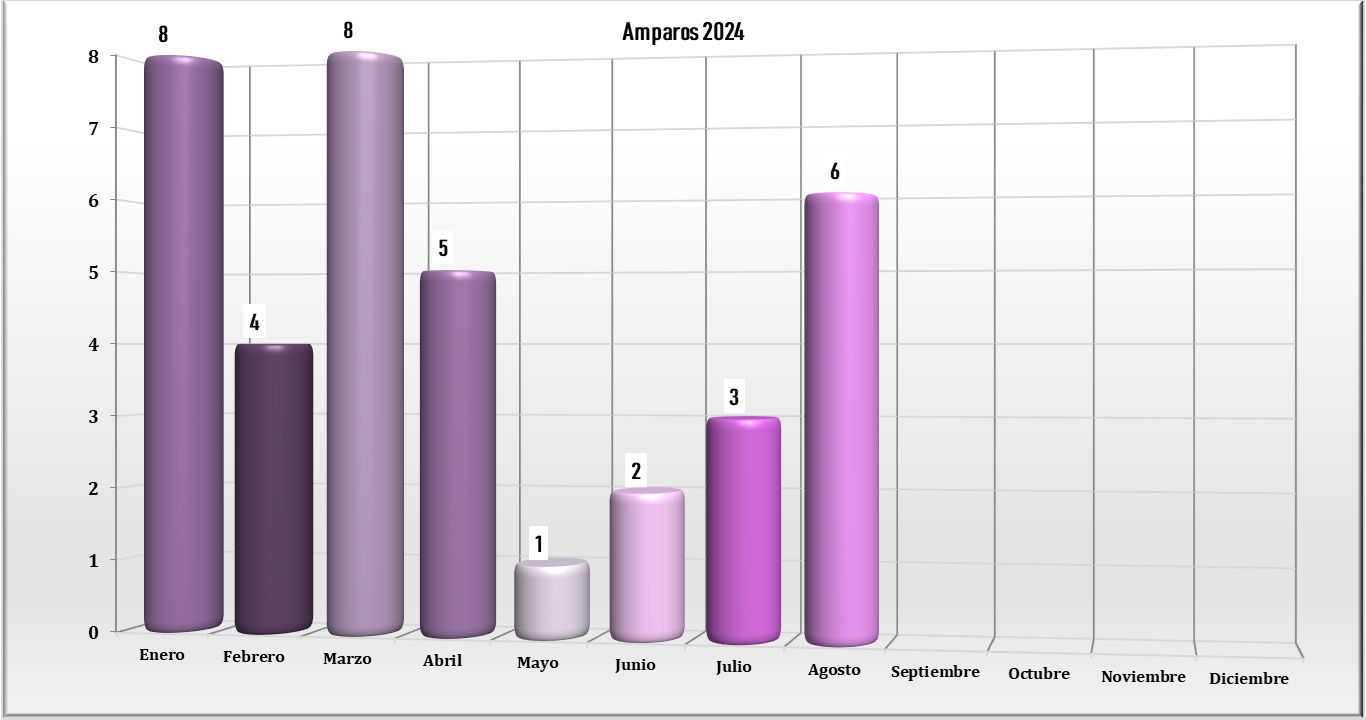 Amparos 2024
8
7
6
5
4
3
2
1
0
8
4
8
5
1
2
3
6
Enero
Febrero
Marzo
Abril
Mayo
Junio
Julio
Agosto
Septiembre
Octubre
Noviembre
Diciembre